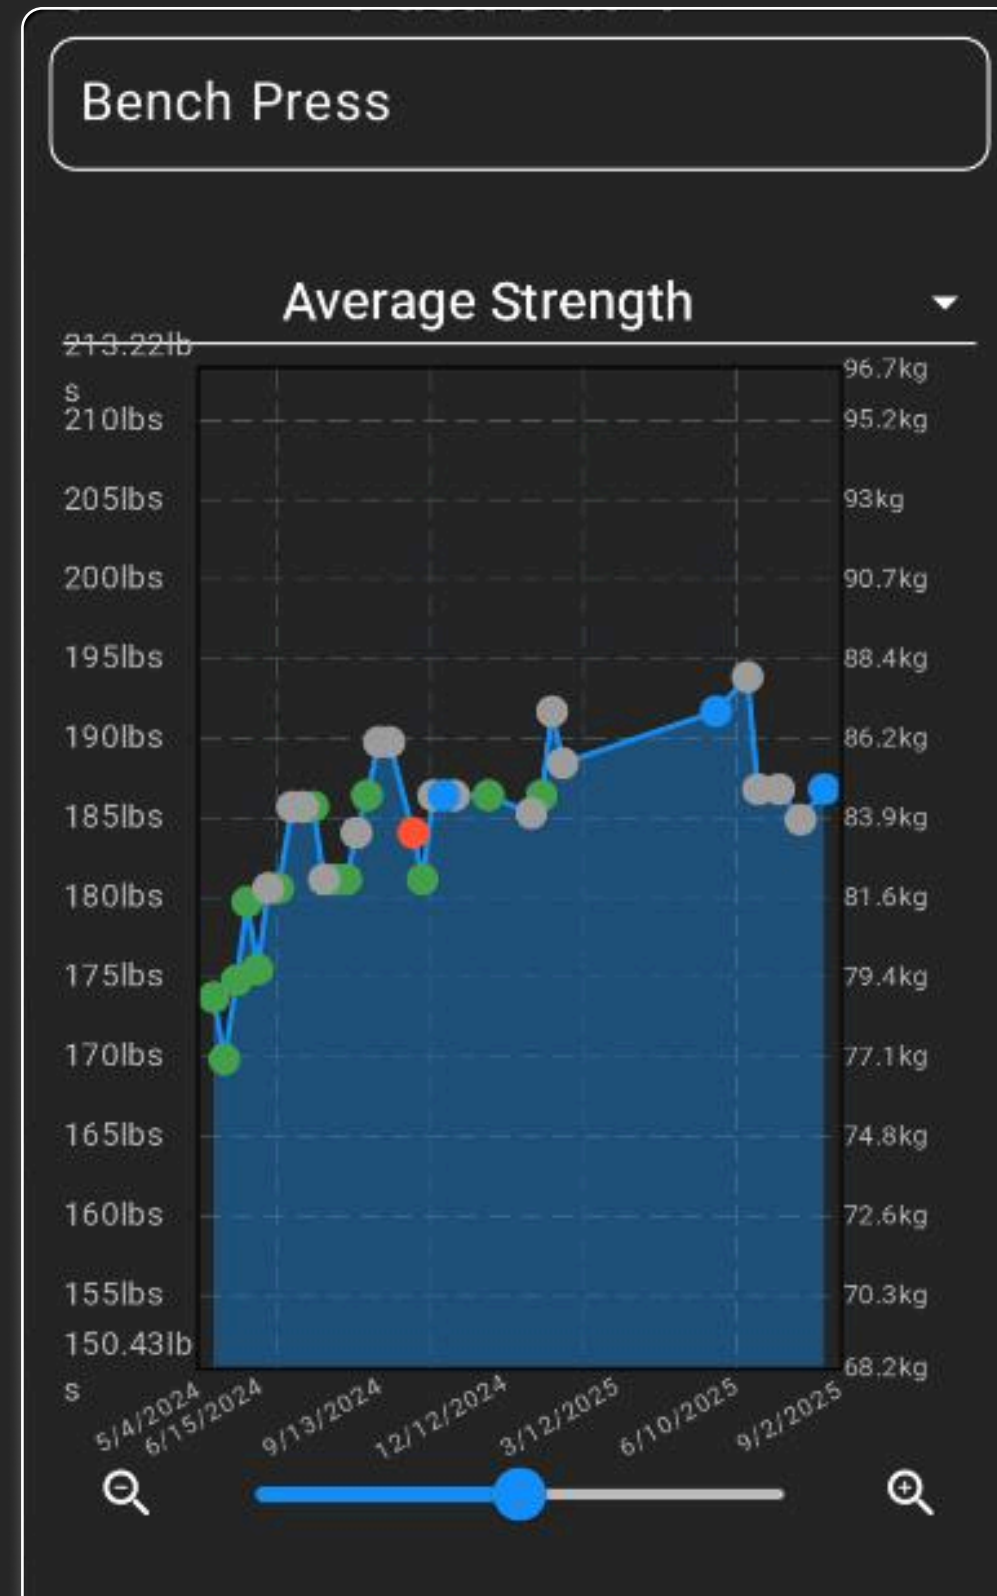 Bench Press
Average Strength
213.22lb
s
96.7kg
210lbs
95.2kg
205lbs
93kg
200lbs
90.7kg
195lbs
88.4kg
190lbs
86.2kg
185lbs
83.9kg
180lbs
81.6kg
175lbs
79.4kg
170lbs
77.1kg
165lbs
74.8kg
160lbs
72.6kg
155lbs
70.3kg
150.43lb
s
68.2kg
5/4/2024
6/15/2024
9/13/2024
12/12/2024
3/12/2025
6/10/2025
9/2/2025